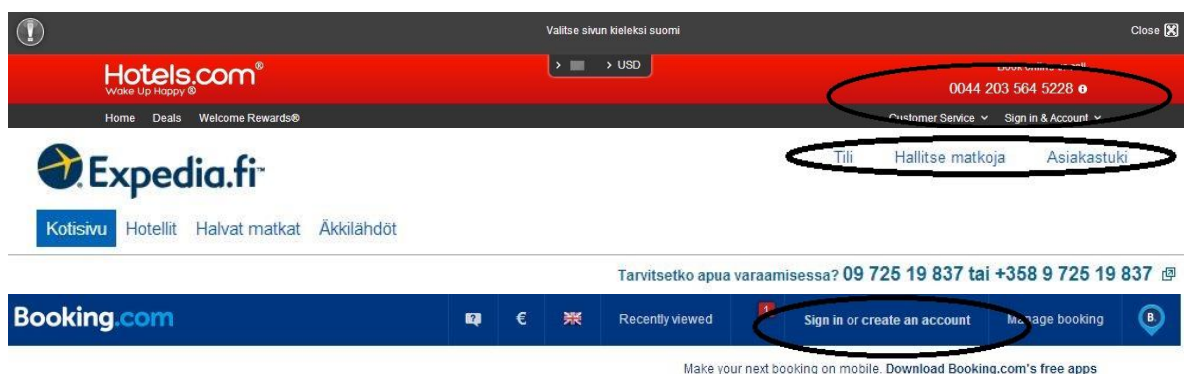 Valitse sivun kieleksi suomi Close
Hotels.com® > > USD
Wake Up Happy ®
0044 203 564 5228
Home Deals Welcome Rewards® Customer Service Sign in & Account
Expedia.fi™ Tili Hallitse matkoja Asiakastuki
Kotisivu Hotellit Halvat matkat Äkkilähdöt
Tarvitsetko apua varaamisessa? 09 725 19 837 tai +358 9 725 19 837
Booking.com ? € Recently viewed 1 Sign in or create an account Manage booking B.
Make your next booking on mobile. Download Booking.com's free apps